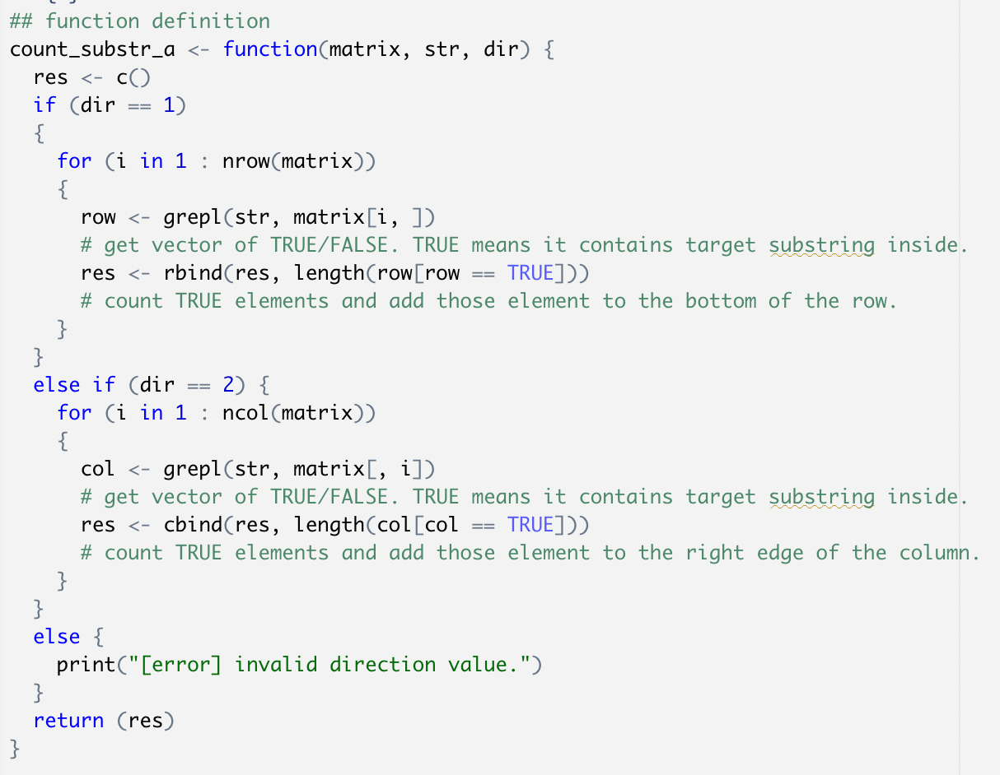 ## function definition
count_substr_a <- function(matrix, str, dir) {
  res <- c()
  if (dir == 1)
  {
    for (i in 1 : nrow(matrix))
    {
      row <- grepl(str, matrix[i, ])
      # get vector of TRUE/FALSE. TRUE means it contains target substring inside.
      res <- rbind(res, length(row[row == TRUE]))
      # count TRUE elements and add those element to the bottom of the row.
    }
  }
  else if (dir == 2) {
    for (i in 1 : ncol(matrix))
    {
      col <- grepl(str, matrix[, i])
      # get vector of TRUE/FALSE. TRUE means it contains target substring inside.
      res <- cbind(res, length(col[col == TRUE]))
      # count TRUE elements and add those element to the right edge of the column.
    }
  }
  else {
    print("[error] invalid direction value.")
  }
  return (res)
}